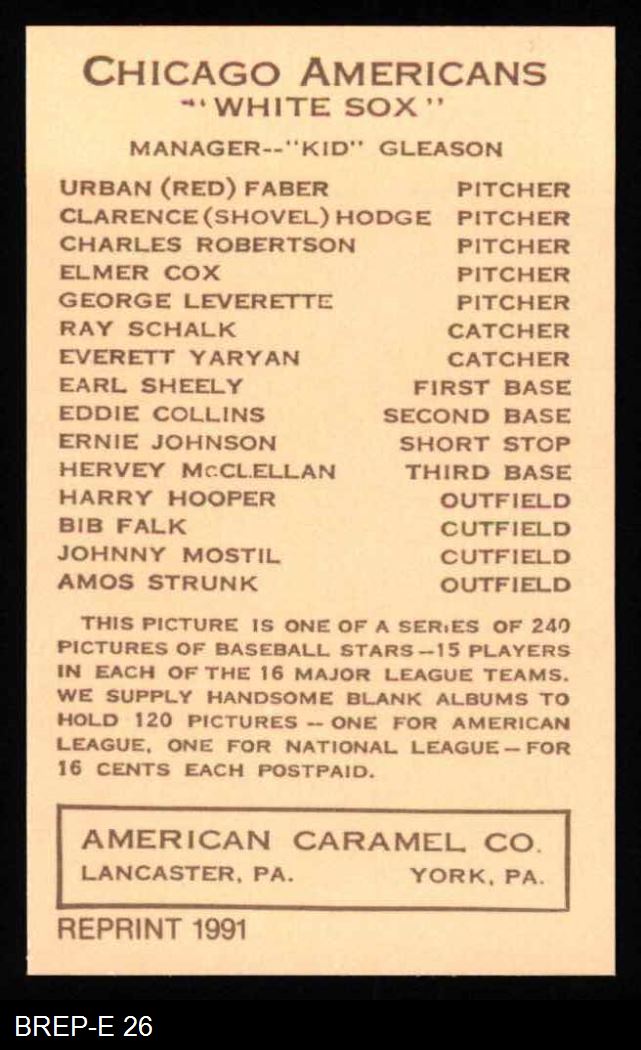 CHICAGO AMERICANS
"WHITE SOX"
MANAGER--"KID" GLEASON
URBAN (RED) FABER PITCHER
CLARENCE (SHOVEL) HODGE PITCHER
CHARLES ROBERTSON PITCHER
ELMER COX PITCHER
GEORGE LEVERETTE PITCHER
RAY SCHALK CATCHER
EVERETT YARYAN CATCHER
EARL SHEELY FIRST BASE
EDDIE COLLINS SECOND BASE
ERNIE JOHNSON SHORT STOP
HERVEY McCLELLAN THIRD BASE
HARRY HOOPER OUTFIELD
BIB FALK OUTFIELD
JOHNNY MOSTIL OUTFIELD
AMOS STRUNK OUTFIELD
THIS PICTURE IS ONE OF A SERIES OF 240
PICTURES OF BASEBALL STARS—15 PLAYERS
IN EACH OF THE 16 MAJOR LEAGUE TEAMS.
WE SUPPLY HANDSOME BLANK ALBUMS TO
HOLD 120 PICTURES -- ONE FOR AMERICAN
LEAGUE, ONE FOR NATIONAL LEAGUE—FOR
16 CENTS EACH POSTPAID.
AMERICAN CARAMEL CO.
LANCASTER, PA. YORK, PA.
REPRINT 1991
BREP-E 26